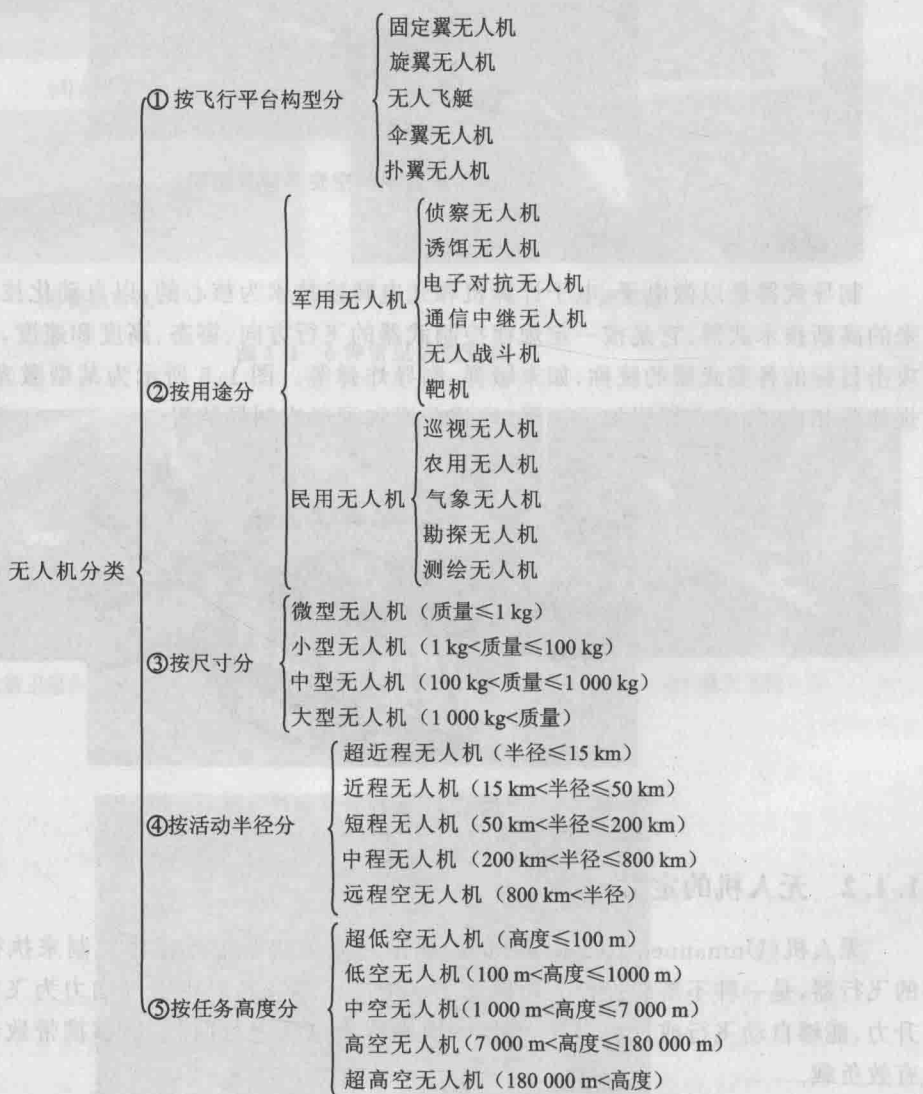 固定翼无人机
旋翼无人机
①按飞行平台构型分
无人飞艇
伞翼无人机
扑翼无人机
侦察无人机
诱饵无人机
电子对抗无人机
军用无人机
通信中继无人机
无人战斗机
靶机
②按用途分
巡视无人机
农用无人机
民用无人机
气象无人机
勘探无人机
测绘无人机
无人机分类
微型无人机（质量≤1 kg）
小型无人机（1 kg<质量≤100 kg）
③按尺寸分
中型无人机（100 kg<质量≤1 000 kg）
大型无人机（1 000 kg<质量）
超近程无人机（半径≤15 km）
近程无人机（15 km<半径≤50 km）
④按活动半径分
短程无人机（50 km<半径≤200 km）
中程无人机（200 km<半径≤800 km）
远程空无人机（800 km<半径）
超低空无人机（高度≤100 m）
低空无人机（100 m<高度≤1000 m）
⑤按任务高度分
中空无人机（1 000 m<高度≤7 000 m）
高空无人机（7 000 m<高度≤180 000 m）
超高空无人机（180 000 m<高度）